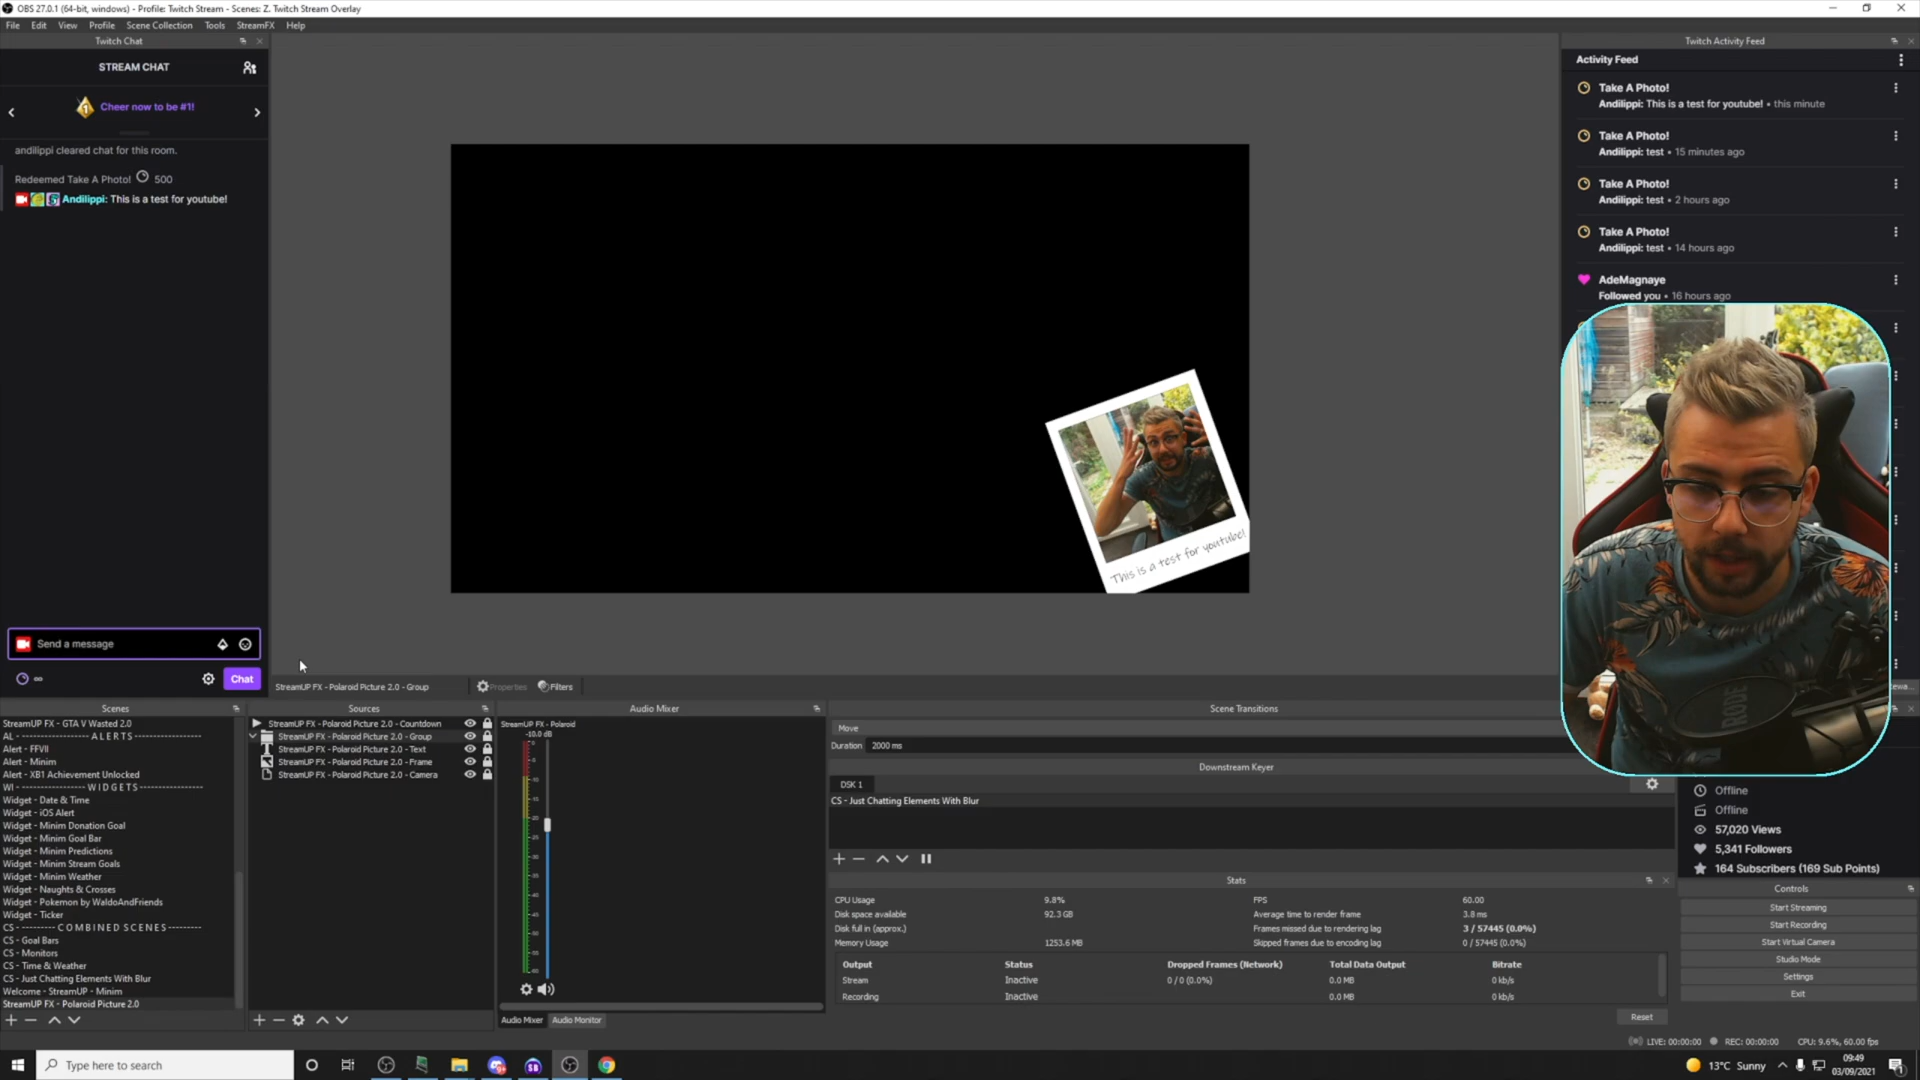 OBS 27.0.1 (64-bit, windows) - Profile: Twitch Stream - Scenes: Z. Twitch Stream Overlay
File Edit View Profile Scene Collection Tools StreamFX Help
Twitch Chat
STREAM CHAT
Cheer now to be #1!
andilippi cleared chat for this room.
Redeemed Take A Photo! 500
Andilippi: This is a test for youtube!
Send a message
Chat
This is a test for youtube!
Twitch Activity Feed
Activity Feed
Take A Photo!
Andilippi: This is a test for youtube! • this minute
Take A Photo!
Andilippi: test • 15 minutes ago
Take A Photo!
Andilippi: test • 2 hours ago
Take A Photo!
Andilippi: test • 14 hours ago
AdeMagnaye
Followed you • 16 hours ago
RODE
StreamUP FX - Polaroid Picture 2.0 - Group Properties Filters
Scenes
StreamUP FX - GTA V Wasted 2.0
AL - ---------------- A L E R T S -------------------
Alert - FFVII
Alert - Minim
Alert - XB1 Achievement Unlocked
WI - ---------------- W I D G E T S ------------------
Widget - Date & Time
Widget - iOS Alert
Widget - Minim Donation Goal
Widget - Minim Goal Bar
Widget - Minim Predictions
Widget - Minim Stream Goals
Widget - Minim Weather
Widget - Naughts & Crosses
Widget - Pokemon by WaldoAndFriends
Widget - Ticker
CS - -------- C O M B I N E D S C E N E S ---------
CS - Goal Bars
CS - Monitors
CS - Time & Weather
CS - Just Chatting Elements With Blur
Welcome - StreamUP - Minim
StreamUP FX - Polaroid Picture 2.0
Sources
StreamUP FX - Polaroid Picture 2.0 - Countdown
StreamUP FX - Polaroid Picture 2.0 - Group
StreamUP FX - Polaroid Picture 2.0 - Text
StreamUP FX - Polaroid Picture 2.0 - Frame
StreamUP FX - Polaroid Picture 2.0 - Camera
Audio Mixer
StreamUP FX - Polaroid
-10.0 dB
Audio Mixer Audio Monitor
Scene Transitions
Move
Duration 2000 ms
Downstream Keyer
DSK 1
CS - Just Chatting Elements With Blur
Stats
CPU Usage 9.8% FPS 60.00
Disk space available 92.3 GB Average time to render frame 3.8 ms
Disk full in (approx.) Frames missed due to rendering lag 3 / 57445 (0.0%)
Memory Usage 1253.6 MB Skipped frames due to encoding lag 0 / 57445 (0.0%)
Output Status Dropped Frames (Network) Total Data Output Bitrate
Stream Inactive 0 / 0 (0.0%) 0.0 MB 0 kb/s
Recording Inactive 0.0 MB 0 kb/s
Reset
Offline
Offline
57,020 Views
5,341 Followers
164 Subscribers (169 Sub Points)
Controls
Start Streaming
Start Recording
Start Virtual Camera
Studio Mode
Settings
Exit
LIVE: 00:00:00 REC: 00:00:00 CPU: 9.6%, 60.00 fps
Type here to search
13°C Sunny
09:49
03/09/2021